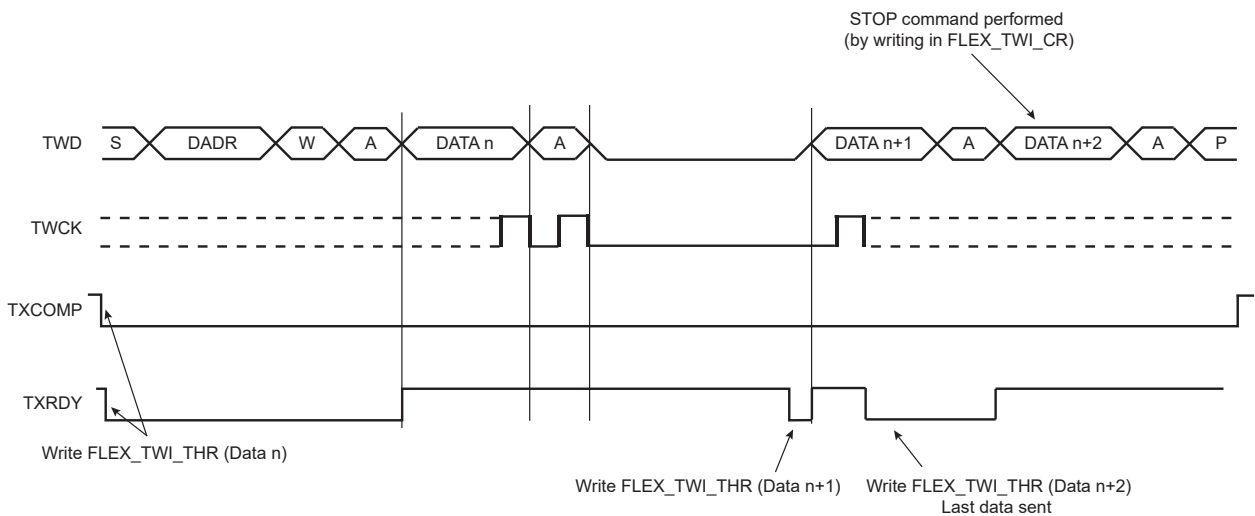 STOP command performed
(by writing in FLEX_TWI_CR)
TWD S DADR W A DATA n A DATA n+1 A DATA n+2 A P
TWCK
TXCOMP
TXRDY
Write FLEX_TWI_THR (Data n)
Write FLEX_TWI_THR (Data n+1) Write FLEX_TWI_THR (Data n+2)
Last data sent